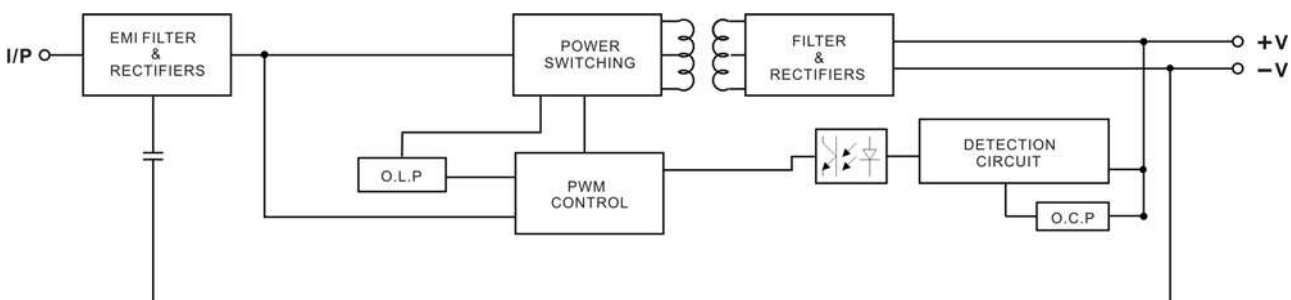 I/P
EMI FILTER
&
RECTIFIERS
POWER
SWITCHING
FILTER
&
RECTIFIERS
+V
−V
O.L.P
PWM
CONTROL
DETECTION
CIRCUIT
O.C.P